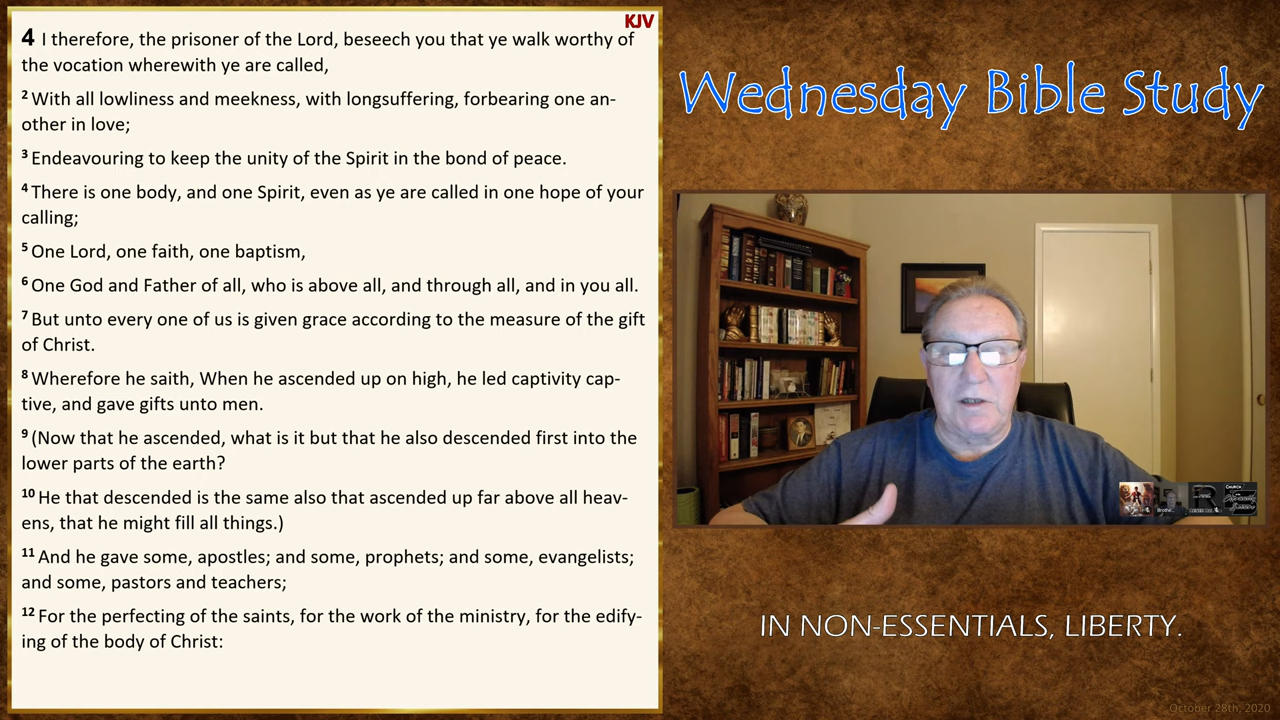 KJV
4 I therefore, the prisoner of the Lord, beseech you that ye walk worthy of
the vocation wherewith ye are called,
2 With all lowliness and meekness, with longsuffering, forbearing one an-
other in love;
3 Endeavouring to keep the unity of the Spirit in the bond of peace.
4 There is one body, and one Spirit, even as ye are called in one hope of your
calling;
5 One Lord, one faith, one baptism,
6 One God and Father of all, who is above all, and through all, and in you all.
7 But unto every one of us is given grace according to the measure of the gift
of Christ.
8 Wherefore he saith, When he ascended up on high, he led captivity cap-
tive, and gave gifts unto men.
9 (Now that he ascended, what is it but that he also descended first into the
lower parts of the earth?
10 He that descended is the same also that ascended up far above all heav-
ens, that he might fill all things.)
11 And he gave some, apostles; and some, prophets; and some, evangelists;
and some, pastors and teachers;
12 For the perfecting of the saints, for the work of the ministry, for the edify-
ing of the body of Christ:
Wednesday Bible Study
IN NON-ESSENTIALS, LIBERTY.
October 28th, 2020